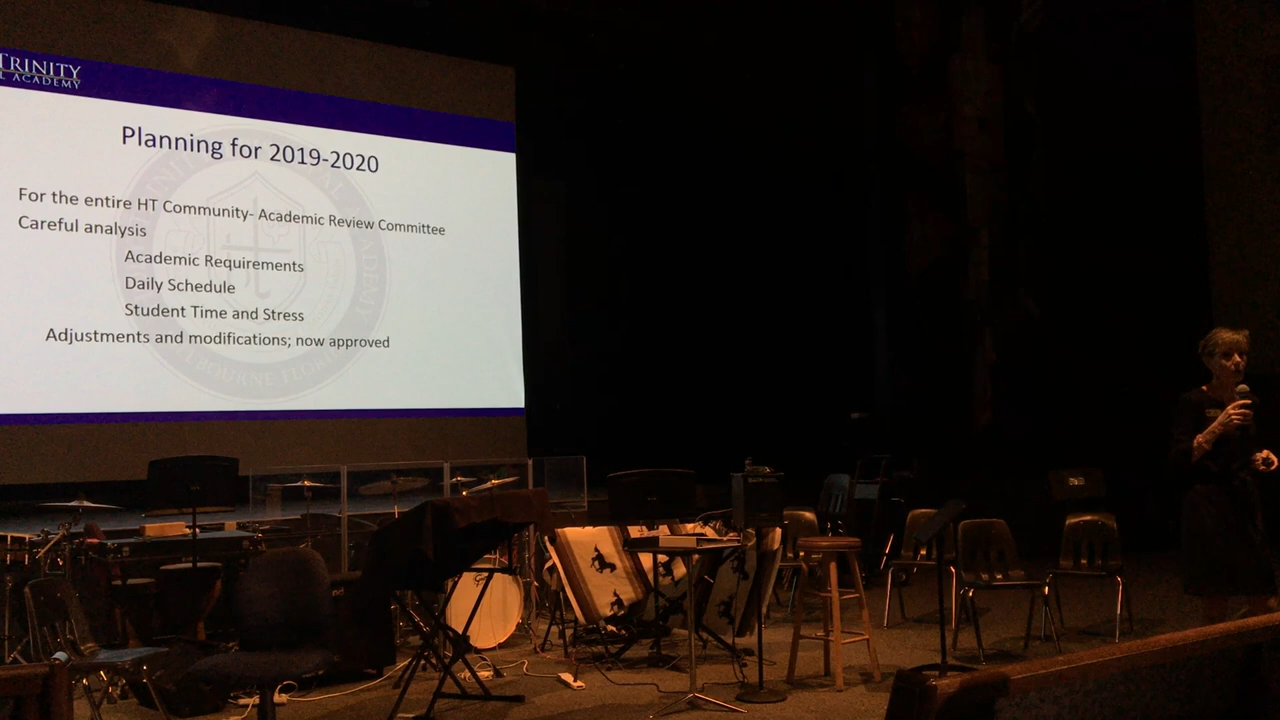 TRINITY
L ACADEMY
Planning for 2019-2020
For the entire HT Community- Academic Review Committee
Careful analysis
Academic Requirements
Daily Schedule
Student Time and Stress
Adjustments and modifications; now approved